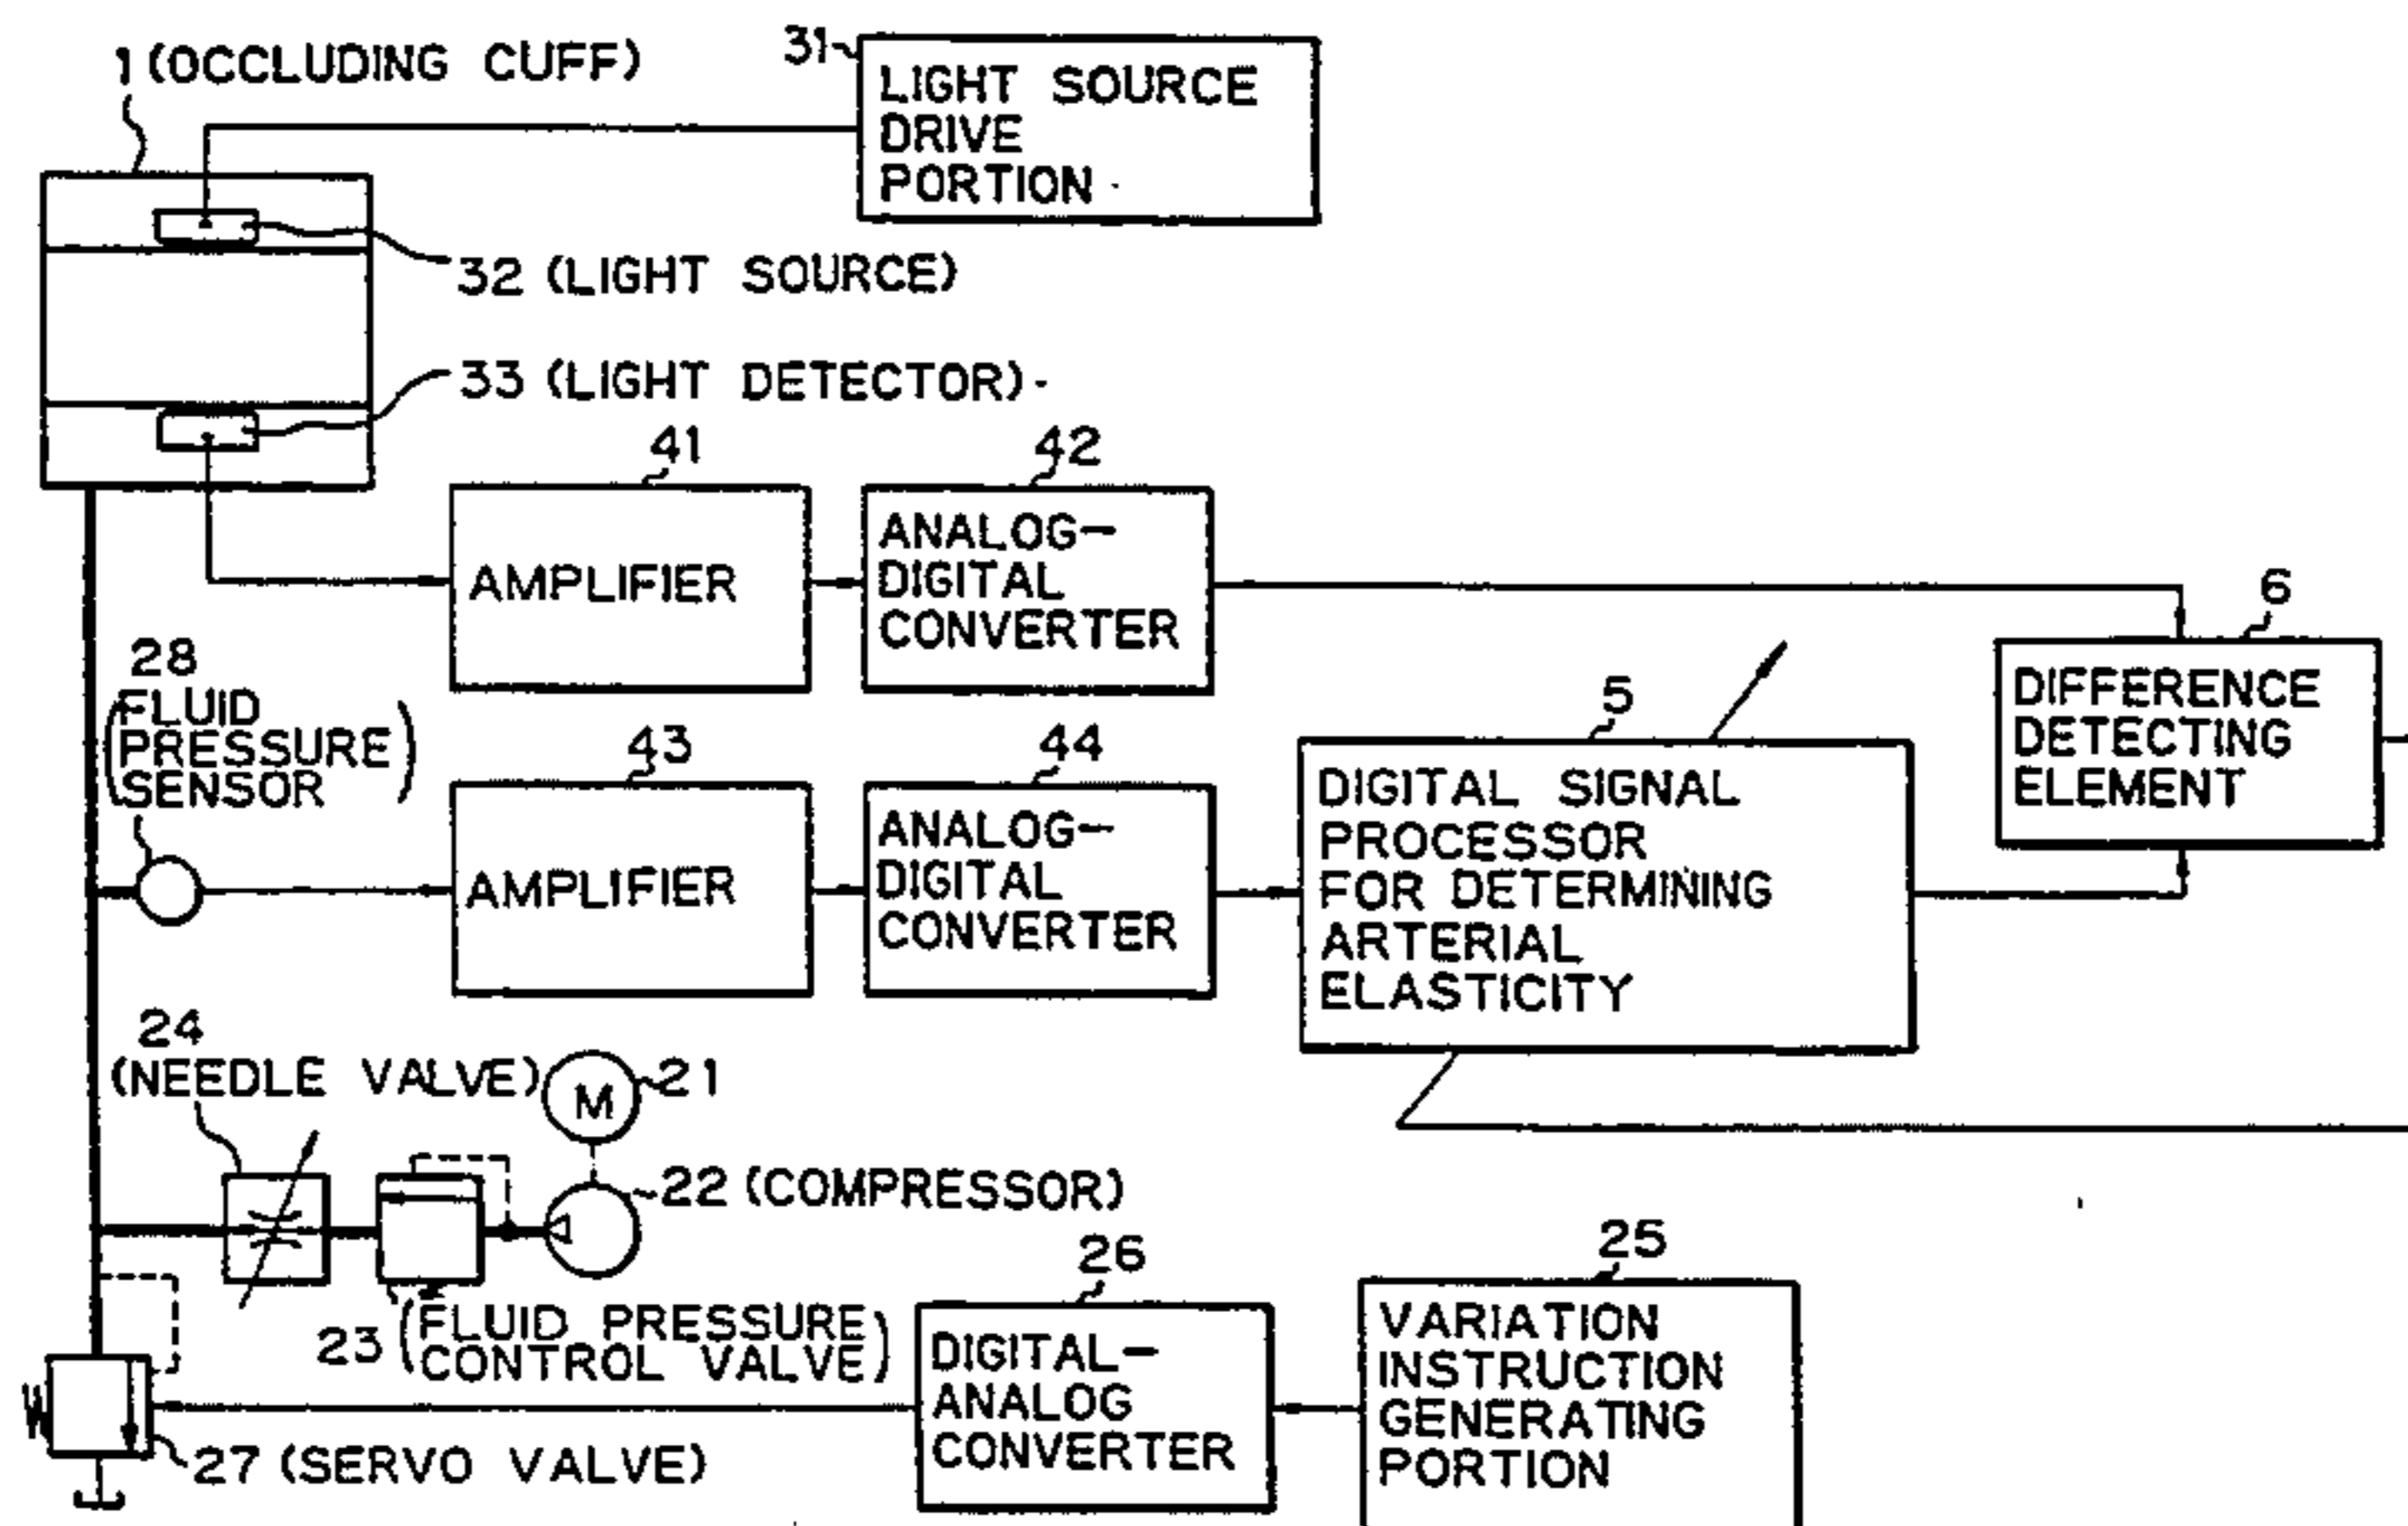 1 (OCCLUDING CUFF)
31
LIGHT SOURCE
DRIVE
PORTION
32 (LIGHT SOURCE)
33 (LIGHT DETECTOR)
41
AMPLIFIER
42
ANALOG-
DIGITAL
CONVERTER
6
DIFFERENCE
DETECTING
ELEMENT
28
(FLUID
PRESSURE
SENSOR)
43
AMPLIFIER
44
ANALOG-
DIGITAL
CONVERTER
5
DIGITAL SIGNAL
PROCESSOR
FOR DETERMINING
ARTERIAL
ELASTICITY
24
(NEEDLE VALVE)
M
21
22 (COMPRESSOR)
23 (FLUID PRESSURE
CONTROL VALVE)
26
DIGITAL-
ANALOG
CONVERTER
25
VARIATION
INSTRUCTION
GENERATING
PORTION
27 (SERVO VALVE)